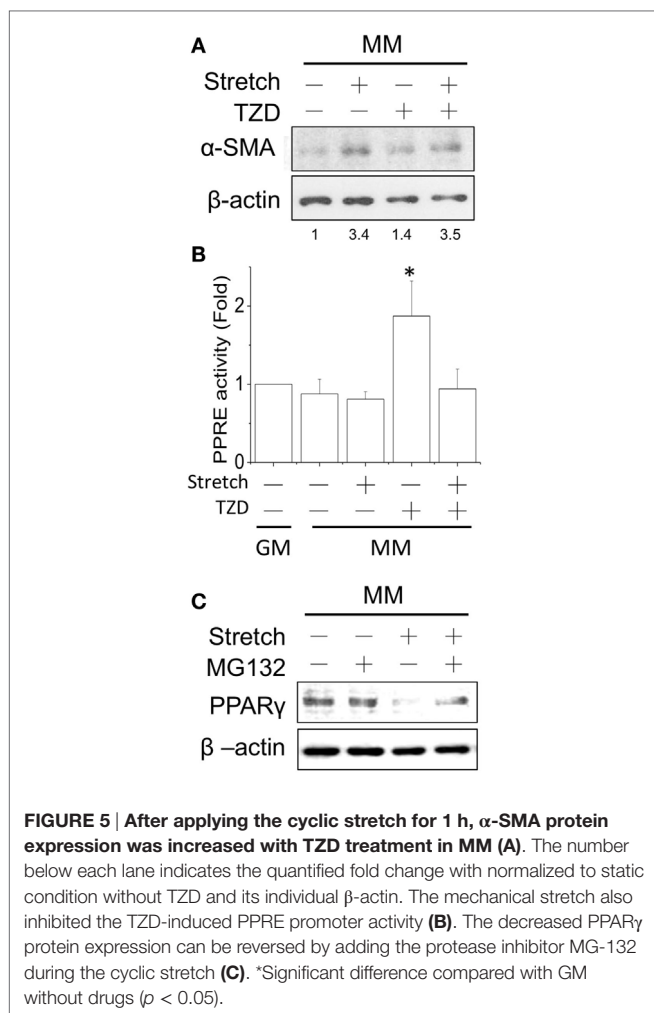 A
MM
Stretch — + — +
TZD — — + +
α-SMA
β-actin
1 3.4 1.4 3.5
B
PPRE activity (Fold)
2
1
0
*
Stretch — — + — +
TZD — — — + +
GM MM
C
MM
Stretch — — + +
MG132 — + — +
PPARγ
β –actin
FIGURE 5 | After applying the cyclic stretch for 1 h, α-SMA protein
expression was increased with TZD treatment in MM (A). The number
below each lane indicates the quantified fold change with normalized to static
condition without TZD and its individual β-actin. The mechanical stretch also
inhibited the TZD-induced PPRE promoter activity (B). The decreased PPARγ
protein expression can be reversed by adding the protease inhibitor MG-132
during the cyclic stretch (C). *Significant difference compared with GM
without drugs (p < 0.05).